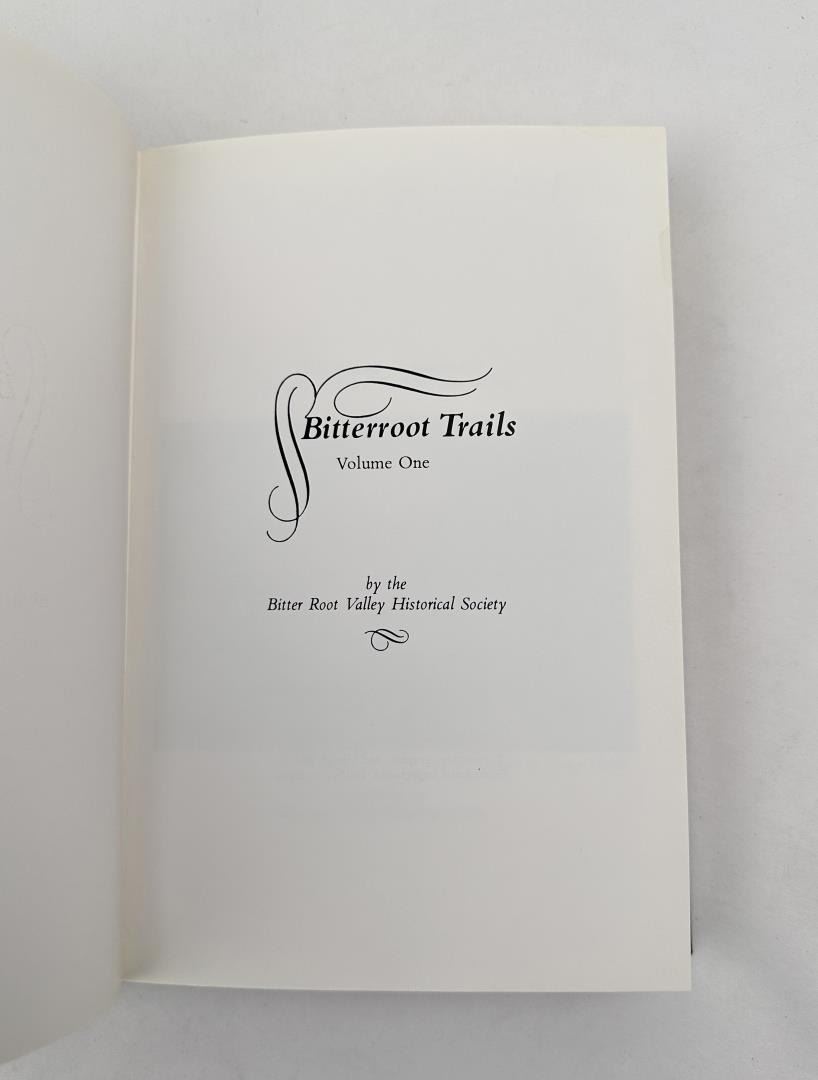 Bitterroot Trails
Volume One
by the
Bitter Root Valley Historical Society